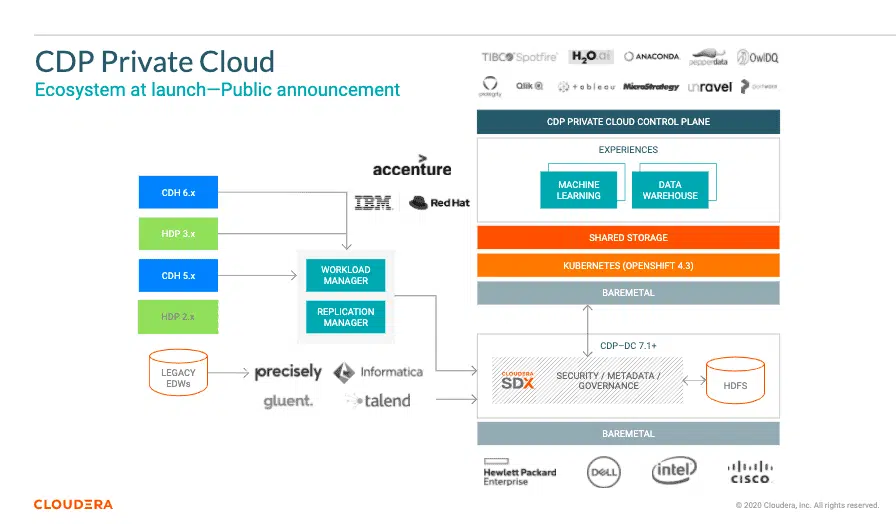 CDP Private Cloud
Ecosystem at launch—Public announcement
TIBCO Spotfire
H2O.ai
ANACONDA
pepperdata
OwlDQ
protegrity
Qlik
tableau
MicroStrategy
unravel
portworx
CDP PRIVATE CLOUD CONTROL PLANE
EXPERIENCES
MACHINE
LEARNING
DATA
WAREHOUSE
SHARED STORAGE
KUBERNETES (OPENSHIFT 4.3)
BAREMETAL
accenture
IBM
Red Hat
CDH 6.x
HDP 3.x
CDH 5.x
HDP 2.x
LEGACY
EDWs
WORKLOAD
MANAGER
REPLICATION
MANAGER
precisely
Informatica
gluent.
talend
CDP–DC 7.1+
CLOUDERA
SDX
SECURITY / METADATA /
GOVERNANCE
HDFS
BAREMETAL
Hewlett Packard
Enterprise
DELL
intel
CISCO
CLOUDERA
© 2020 Cloudera, Inc. All rights reserved.